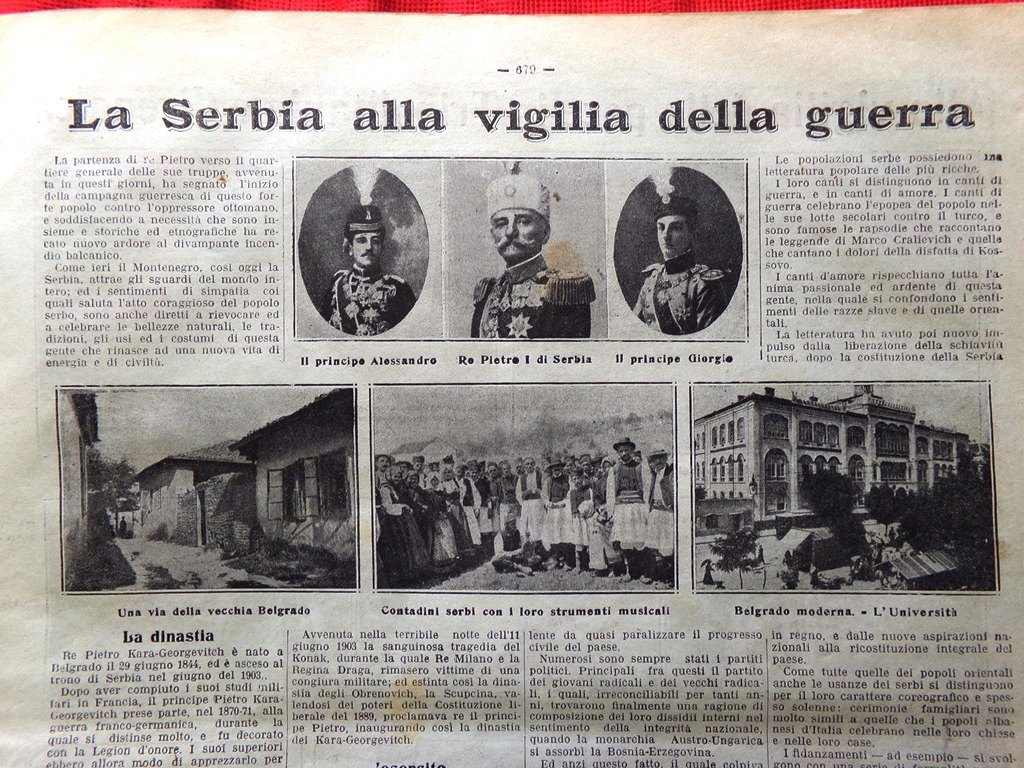 — 679 —
La Serbia alla vigilia della guerra
La partenza di re Pietro verso il quar-
tiere generale delle sue truppe, avvenu-
ta in questi giorni, ha segnato l'inizio
della campagna guerresca di questo for-
te popolo contro l'oppressore ottomano,
e soddisfacendo a necessità che sono in-
sieme e storiche ed etnografiche ha re-
cato nuovo ardore al divampante incen-
dio balcanico.
Come ieri il Montenegro, così oggi la
Serbia, attrae gli sguardi del mondo in-
tero; ed i sentimenti di simpatia coi
quali saluta l'atto coraggioso del popolo
serbo, sono anche diretti a rievocare ed
a celebrare le bellezze naturali, le tra-
dizioni, gli usi ed i costumi di questa
gente che rinasce ad una nuova vita di
energia e di civiltà.
Il principe Alessandro
Re Pietro I di Serbia
Il principe Giorgio
Le popolazioni serbe possiedono una
letteratura popolare delle più ricche.
I loro canti si distinguono in canti di
guerra, e in canti di amore. I canti di
guerra celebrano l'epopea del popolo nel-
le sue lotte secolari contro il turco, e
sono famose le rapsodie che raccontano
le leggende di Marco Cralievich e quelle
che cantano i dolori della disfatta di Kos-
sovo.
I canti d'amore rispecchiano tutta l'a-
nima passionale ed ardente di questa
gente, nella quale si confondono i senti-
menti delle razze slave e di quelle orien-
tali.
La letteratura ha avuto poi nuovo im-
pulso dalla liberazione della schiavitù
turca, dopo la costituzione della Serbia
Una via della vecchia Belgrado
Contadini serbi con i loro strumenti musicali
Belgrado moderna. - L'Università
La dinastia
Re Pietro Kara-Georgevitch è nato a
Belgrado il 29 giugno 1844, ed è asceso al
trono di Serbia nel giugno del 1903.
Dopo aver compiuto i suoi studi mili-
tari in Francia, il principe Pietro Kara-
Georgevitch prese parte, nel 1870-71, alla
guerra franco-germanica, durante la
quale si distinse molto, e fu decorato
con la Legion d'onore. I suoi superiori
ebbero allora modo di apprezzarlo per
Avvenuta nella terribile notte dell'11
giugno 1903 la sanguinosa tragedia del
Konak, durante la quale Re Milano e la
Regina Draga, rimasero vittime di una
congiura militare; ed estinta così la dina-
stia degli Obrenovich, la Scupcina, va-
lendosi dei poteri della Costituzione li-
berale del 1889, proclamava re il princi-
pe Pietro, inaugurando così la dinastia
dei Kara-Georgevitch.
L'esercito
lente da quasi paralizzare il progresso
civile del paese.
Numerosi sono sempre stati i partiti
politici. Principali fra questi il partito
dei giovani radicali e dei vecchi radica-
li, i quali, irreconciliabili per tanti an-
ni, trovarono finalmente una ragione di
composizione dei loro dissidii interni nel
sentimento della integrità nazionale,
quando la monarchia Austro-Ungarica
si assorbì la Bosnia-Erzegovina.
Ed anzi questo fatto, il quale colpiva
in regno, e dalle nuove aspirazioni na-
zionali alla ricostituzione integrale del
paese.
Come tutte quelle dei popoli orientali
anche le usanze dei serbi si distinguono
per il loro carattere coreografico e spes-
so solenne: cerimonie famigliari sono
molto simili a quelle che i popoli alba-
nesi d'Italia celebrano nelle loro chiese
e nelle loro case.
I fidanzamenti — ad esempio — si svol-
gono con una serie di formalità